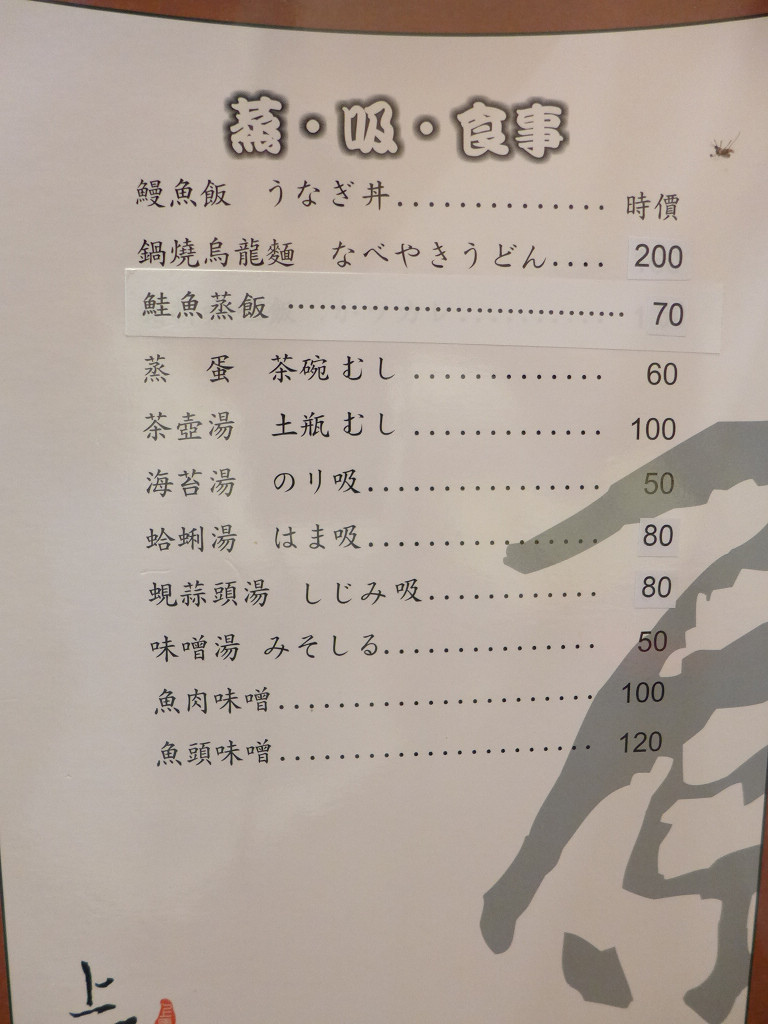 蒸・吸・食事
鰻魚飯　うなぎ丼.............. 時價
鍋燒烏龍麵　なべやきうどん.... 200
鮭魚蒸飯 .................................. 70
蒸　蛋　茶碗むし ............. 60
茶壺湯　土瓶むし ............. 100
海苔湯　のり吸................ 50
蛤蜊湯　はま吸................ 80
蜆蒜頭湯　しじみ吸............ 80
味噌湯　みそしる............... 50
魚肉味噌...................... 100
魚頭味噌...................... 120
上